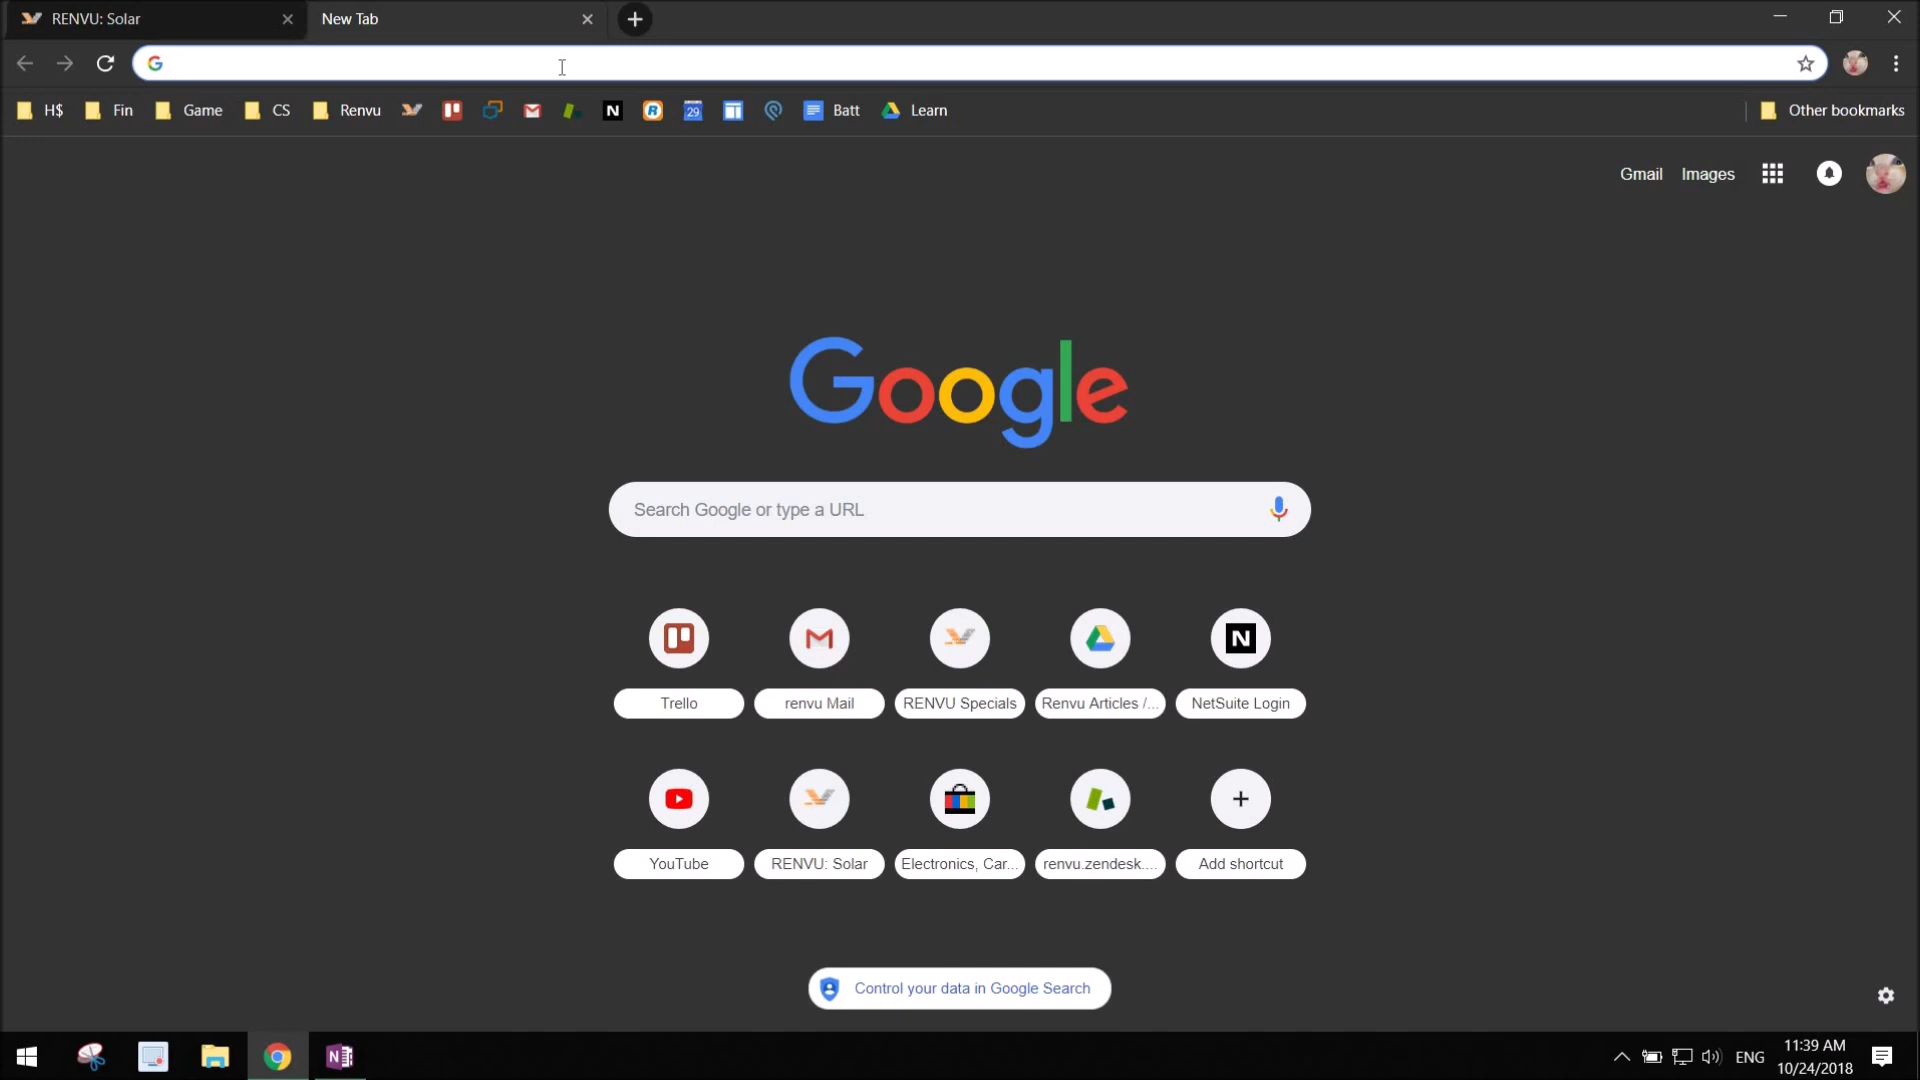 RENVU: Solar
New Tab
H$ Fin Game CS Renvu N R 29 Batt Learn Other bookmarks
Gmail Images
Google
Search Google or type a URL
N
Trello renvu Mail RENVU Specials Renvu Articles /... NetSuite Login
YouTube RENVU: Solar Electronics, Car... renvu.zendesk.... Add shortcut
Control your data in Google Search
N ENG 11:39 AM
10/24/2018